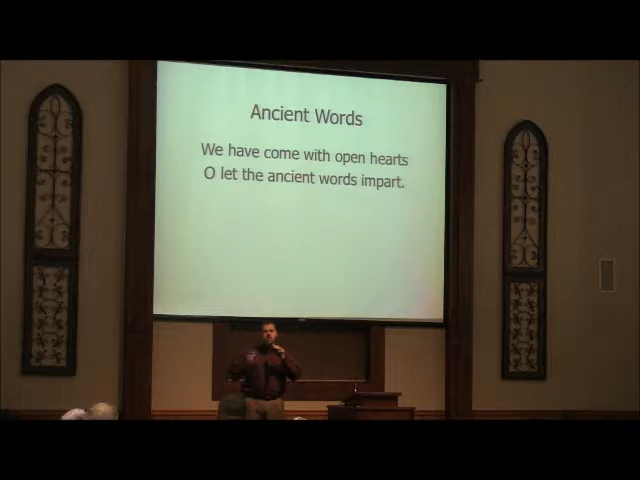 Ancient Words
We have come with open hearts
O let the ancient words impart.